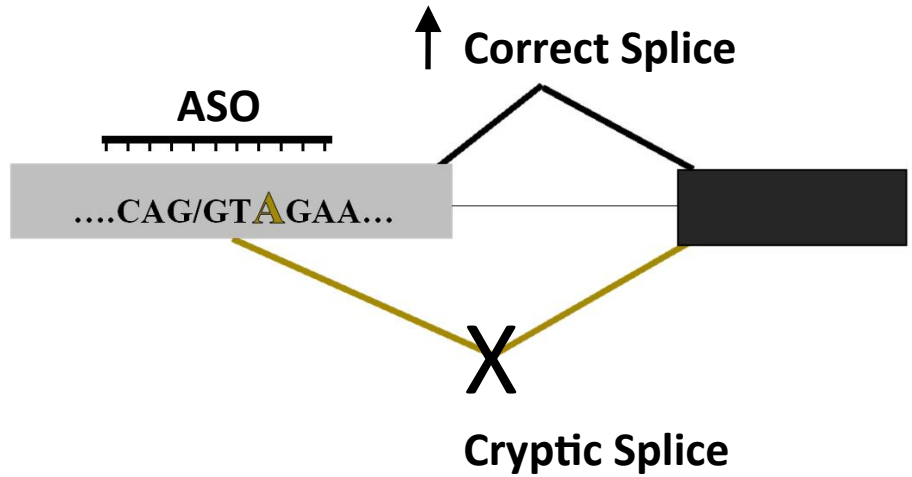 Correct Splice
ASO
....CAG/GTAGAA...
X
Cryptic Splice